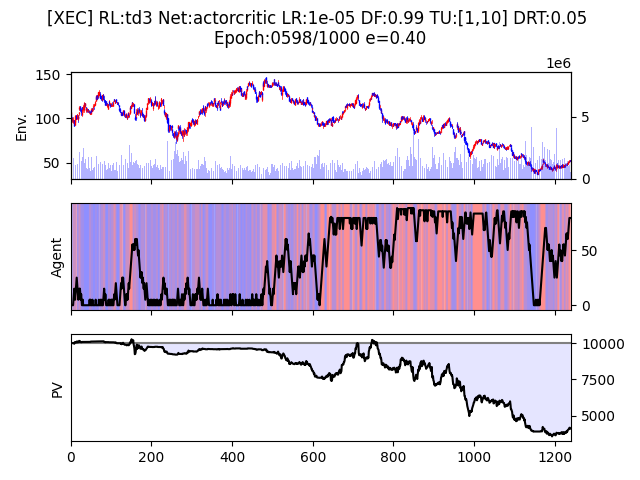 [XEC] RL:td3 Net:actorcritic LR:1e-05 DF:0.99 TU:[1,10] DRT:0.05
Epoch:0598/1000 e=0.40
1e6
150
100
50
Env.
5
0
Agent
50
0
PV
10000
7500
5000
0 200 400 600 800 1000 1200